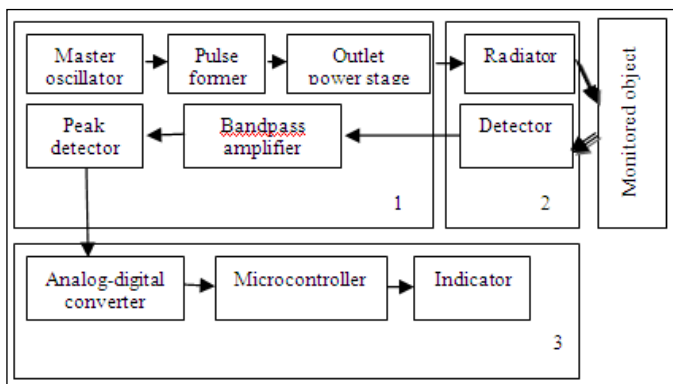 Master
oscillator
Pulse
former
Outlet
power stage
Radiator
Monitored object
Peak
detector
Bandpass
amplifier
Detector
1
2
Analog-digital
converter
Microcontroller
Indicator
3